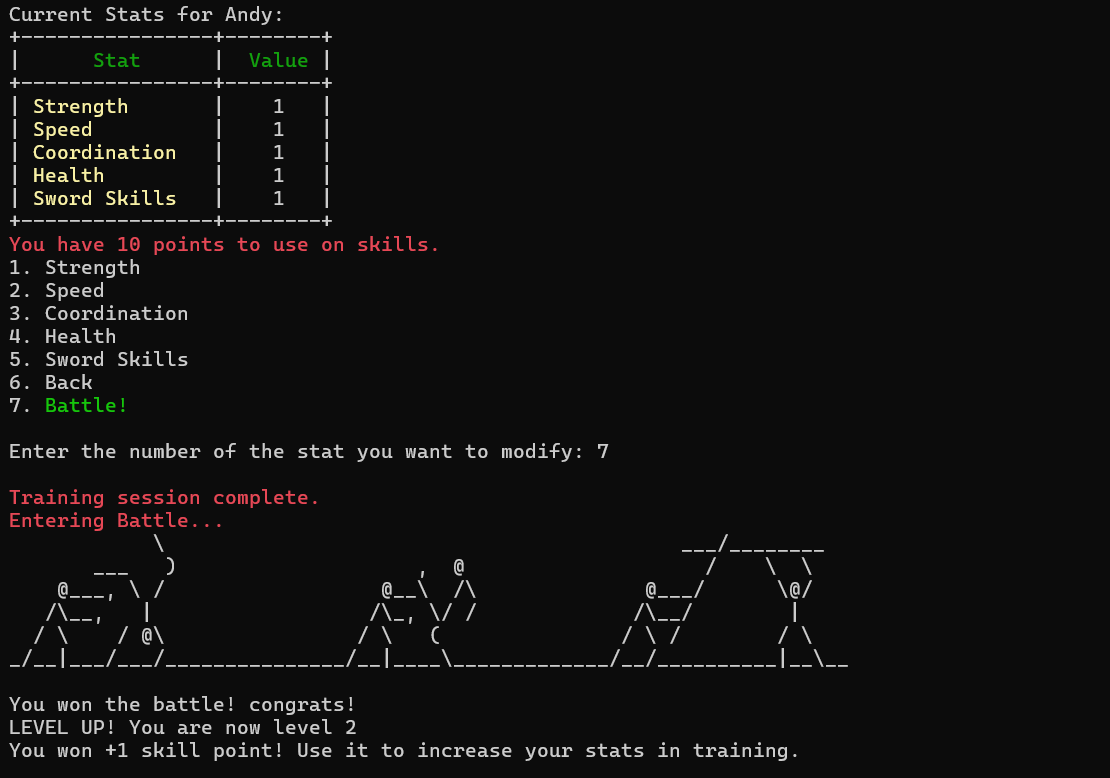 Current Stats for Andy:
+----------------+--------+
|      Stat      |  Value |
+----------------+--------+
| Strength       |    1   |
| Speed          |    1   |
| Coordination   |    1   |
| Health         |    1   |
| Sword Skills   |    1   |
+----------------+--------+
You have 10 points to use on skills.
1. Strength
2. Speed
3. Coordination
4. Health
5. Sword Skills
6. Back
7. Battle!
Enter the number of the stat you want to modify: 7
Training session complete.
Entering Battle...
You won the battle! congrats!
LEVEL UP! You are now level 2
You won +1 skill point! Use it to increase your stats in training.